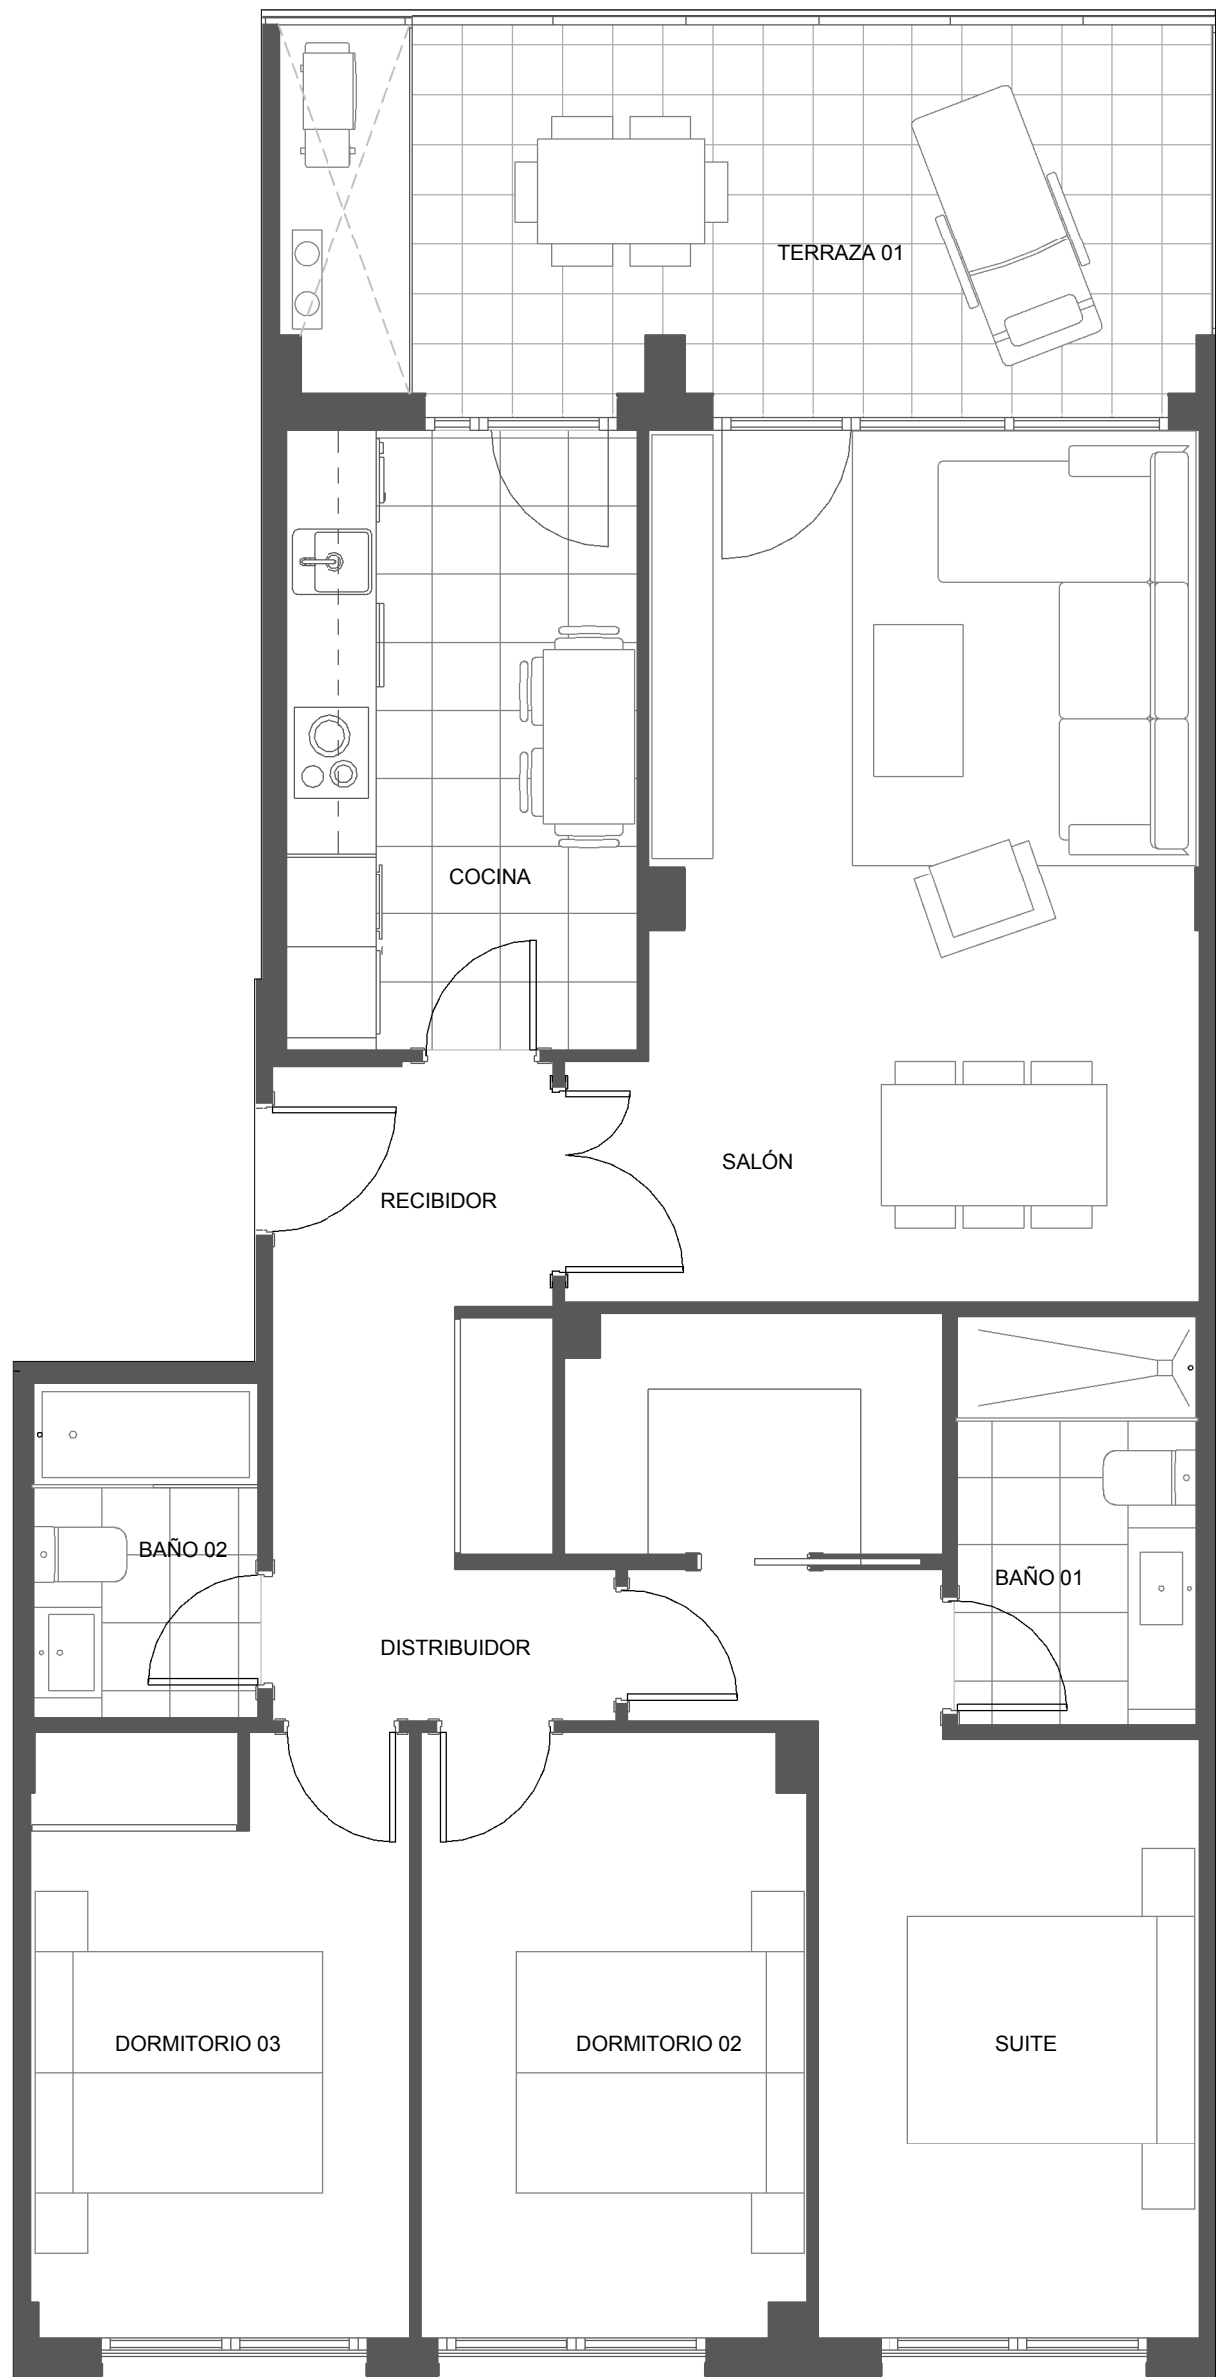 TERRAZA 01
COCINA
SALÓN
RECIBIDOR
BAÑO 02
BAÑO 01
DISTRIBUIDOR
DORMITORIO 03
DORMITORIO 02
SUITE